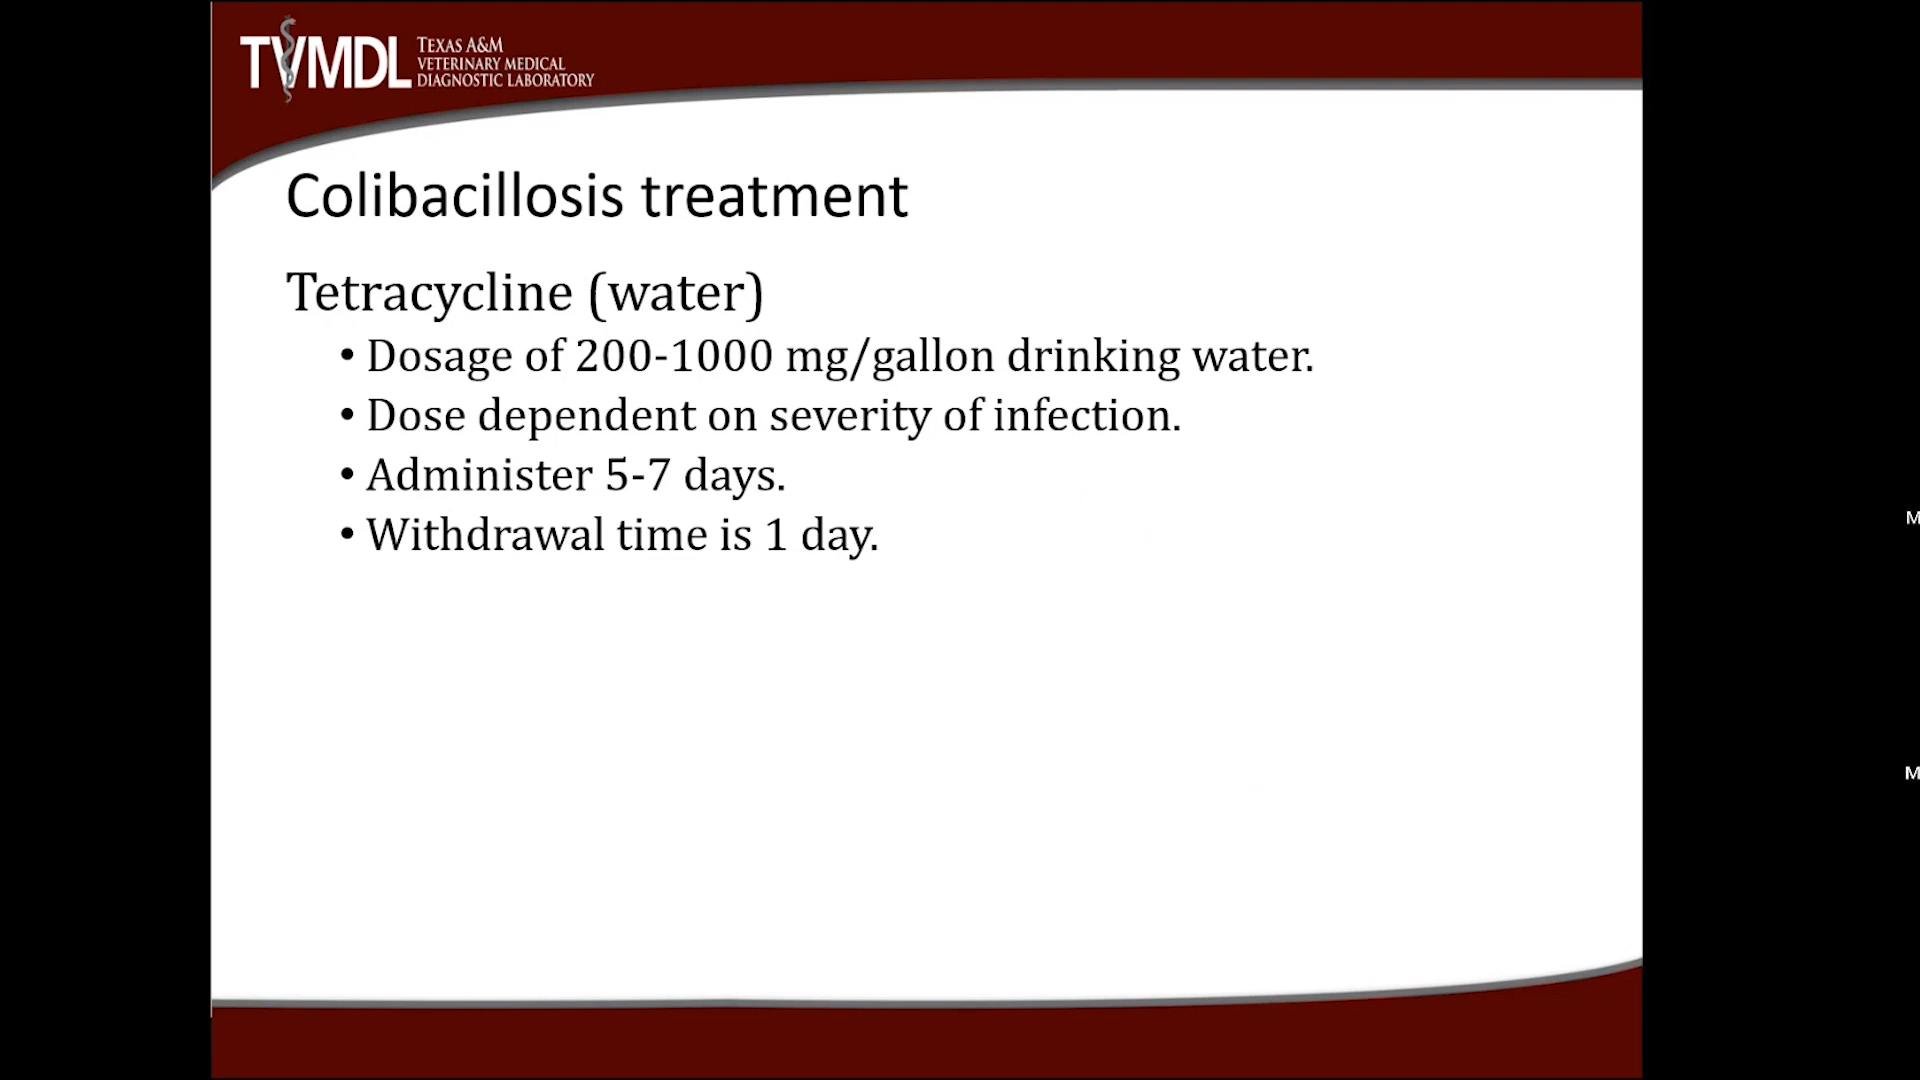 TVMDL
TEXAS A&M
VETERINARY MEDICAL
DIAGNOSTIC LABORATORY
Colibacillosis treatment
Tetracycline (water)
• Dosage of 200-1000 mg/gallon drinking water.
• Dose dependent on severity of infection.
• Administer 5-7 days.
• Withdrawal time is 1 day.
M
M